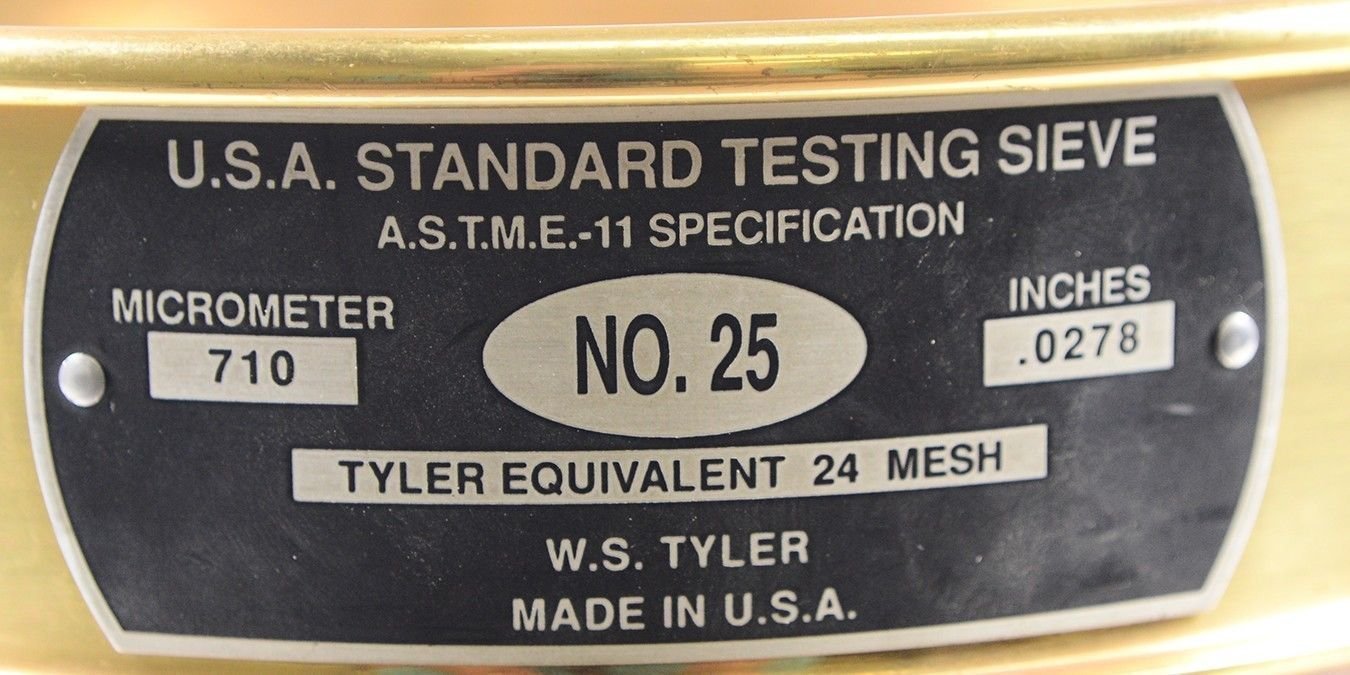 U.S.A. STANDARD TESTING SIEVE
A.S.T.M.E.-11 SPECIFICATION
MICROMETER
710
NO. 25
INCHES
.0278
TYLER EQUIVALENT 24 MESH
W.S. TYLER
MADE IN U.S.A.